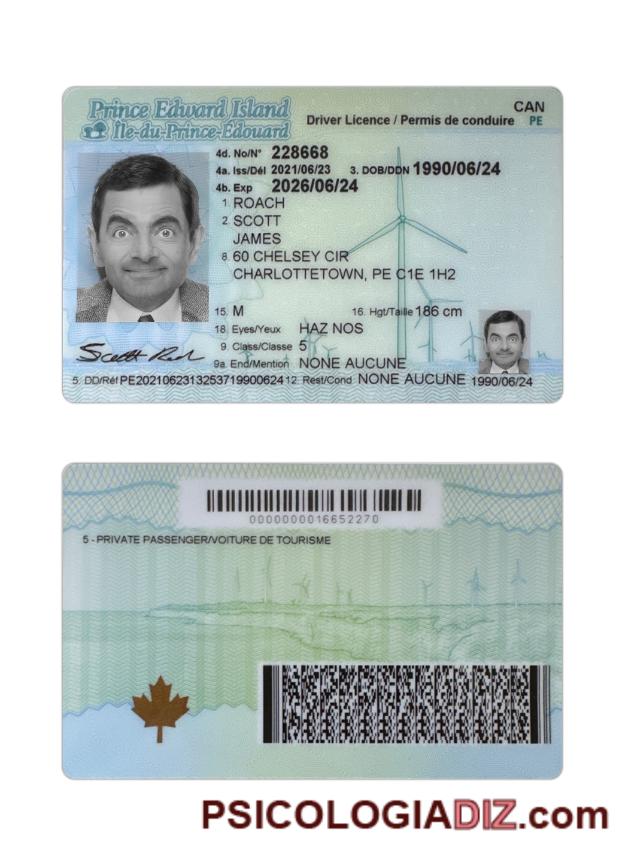 Prince Edward Island
Île-du-Prince-Édouard
Driver Licence / Permis de conduire
CAN
PE
4d. No/N° 228668
4a. Iss/Dél 2021/06/23 3. DOB/DDN 1990/06/24
4b. Exp 2026/06/24
1. ROACH
2. SCOTT
JAMES
8. 60 CHELSEY CIR
CHARLOTTETOWN, PE C1E 1H2
15. M 16. Hgt/Taille 186 cm
18. Eyes/Yeux HAZ NOS
9. Class/Classe 5
9a. End/Mention NONE AUCUNE
5. DD/Réf PE2021062313253719900624 12. Rest/Cond NONE AUCUNE 1990/06/24
0000000016652270
5 - PRIVATE PASSENGER/VOITURE DE TOURISME
PSICOLOGIADIZ.com